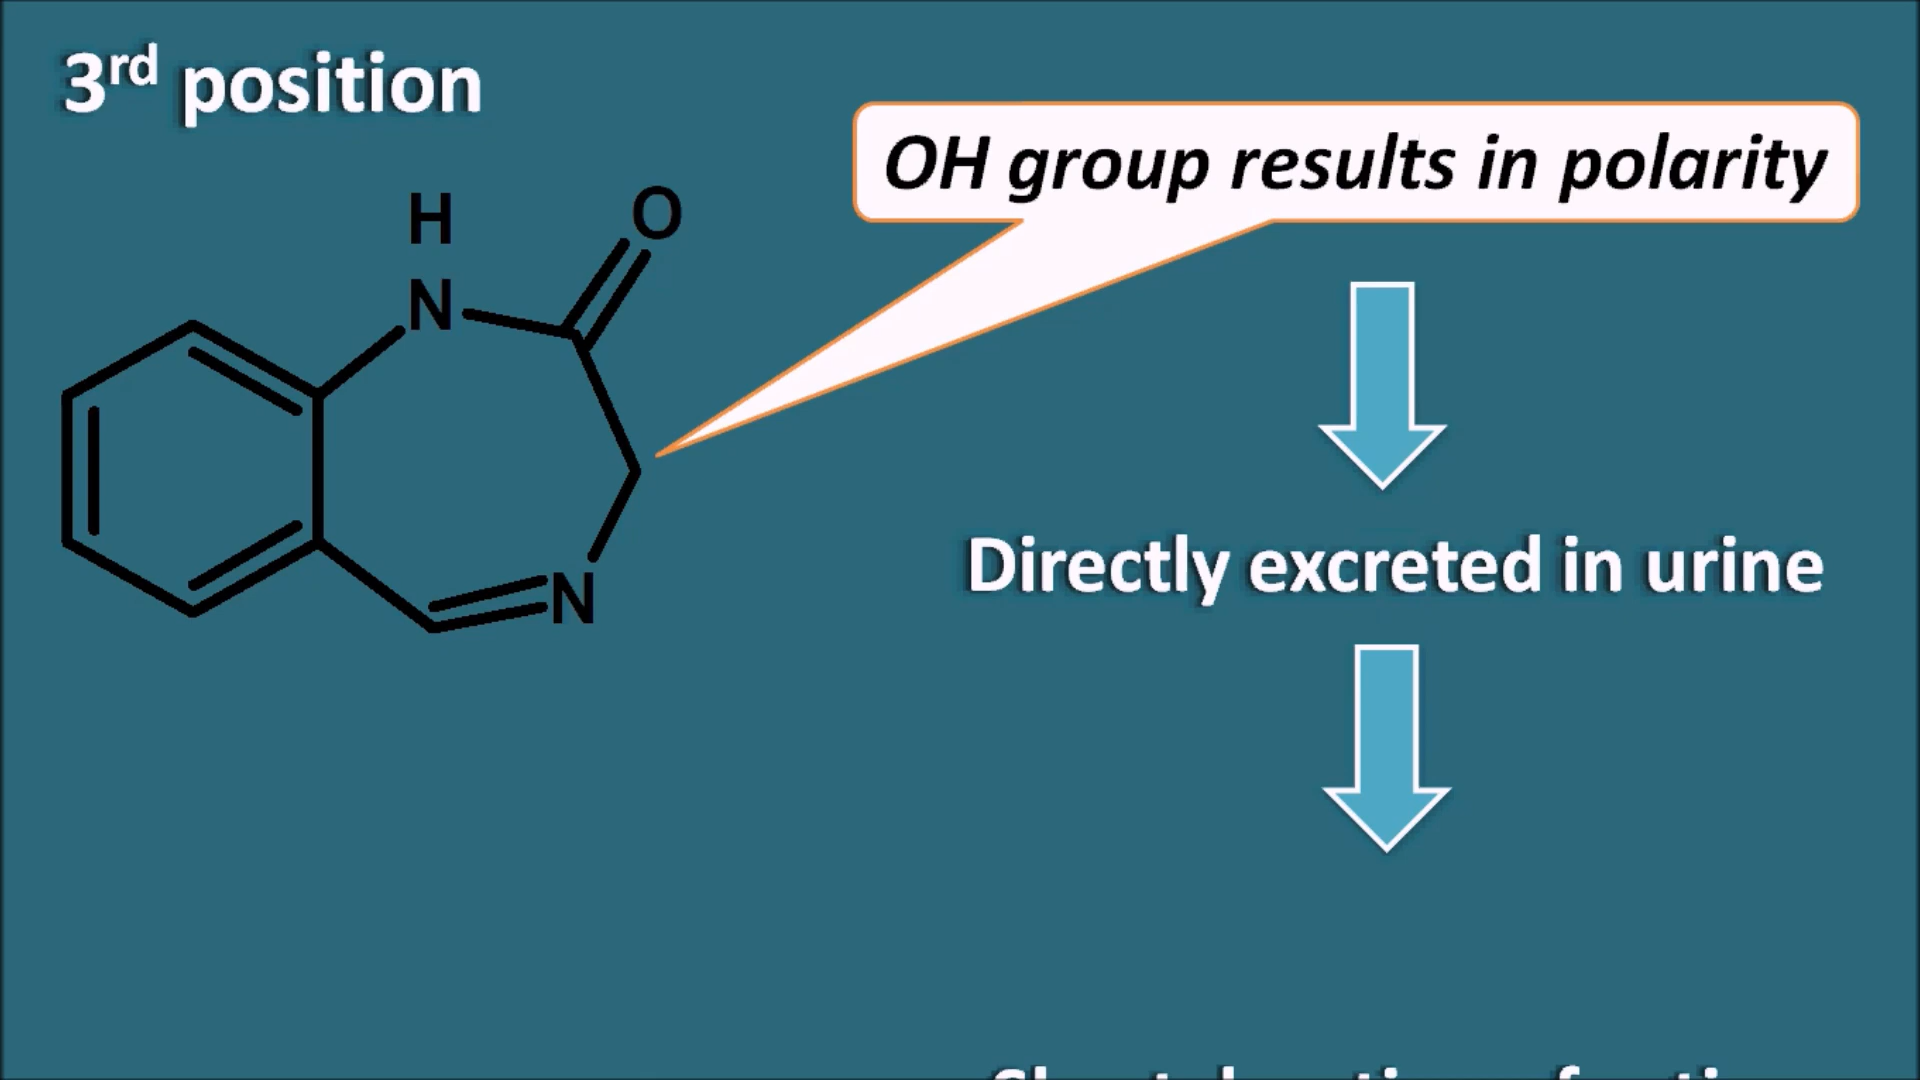 3rd position
OH group results in polarity
H
O
N
Directly excreted in urine
N